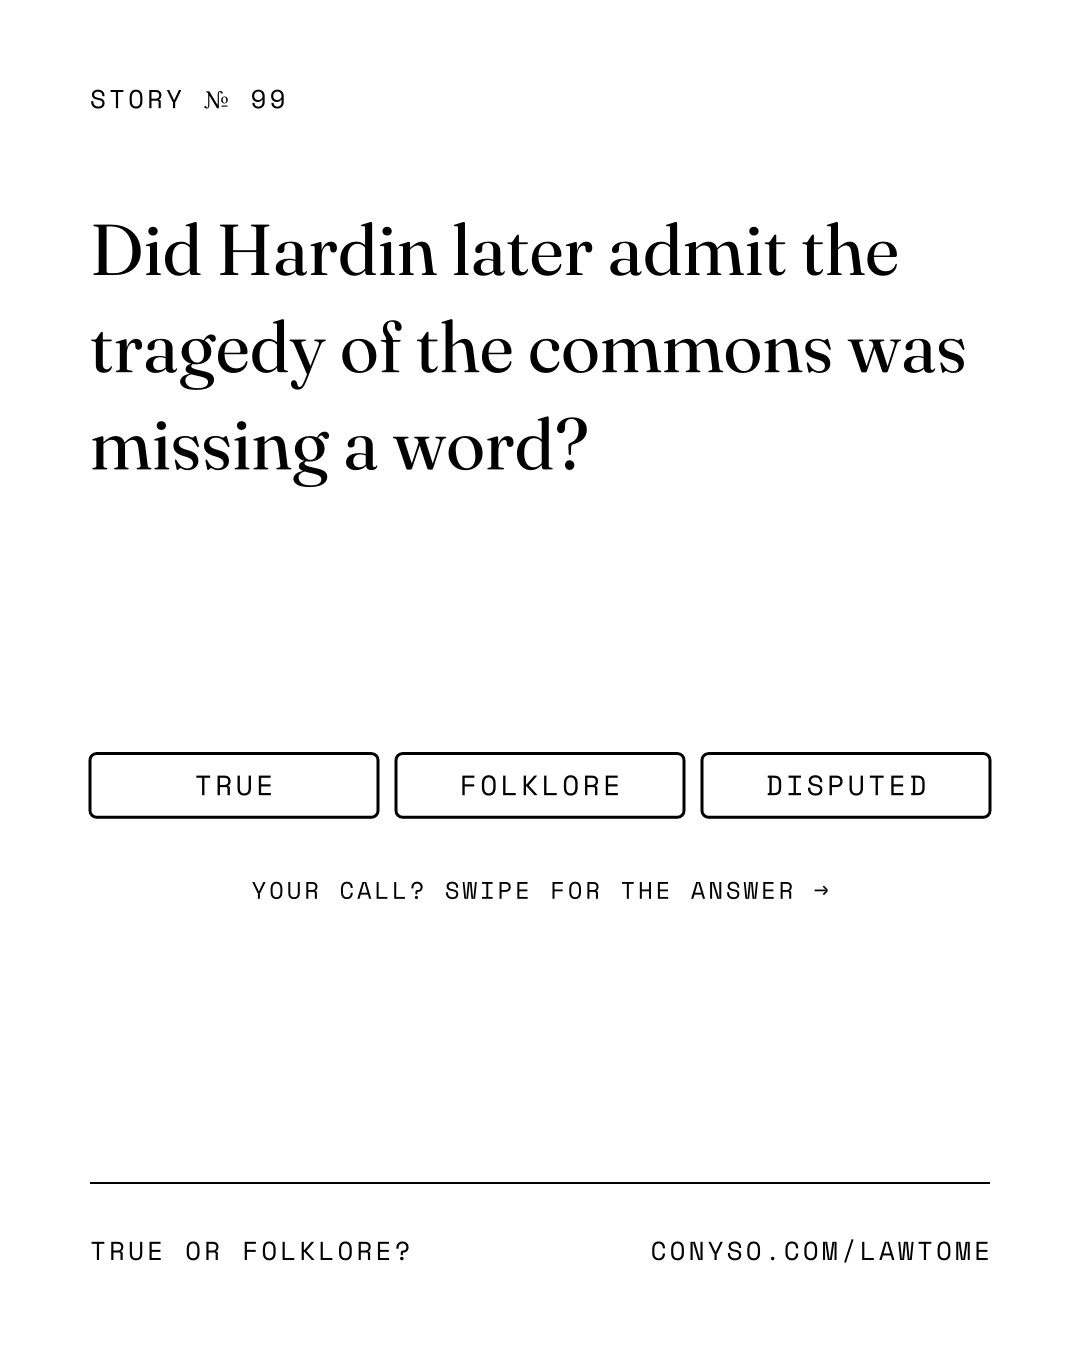 STORY № 99
Did Hardin later admit the
tragedy of the commons was
missing a word?
TRUE
FOLKLORE
DISPUTED
YOUR CALL? SWIPE FOR THE ANSWER →
TRUE OR FOLKLORE?
CONYSO.COM/LAWTOME